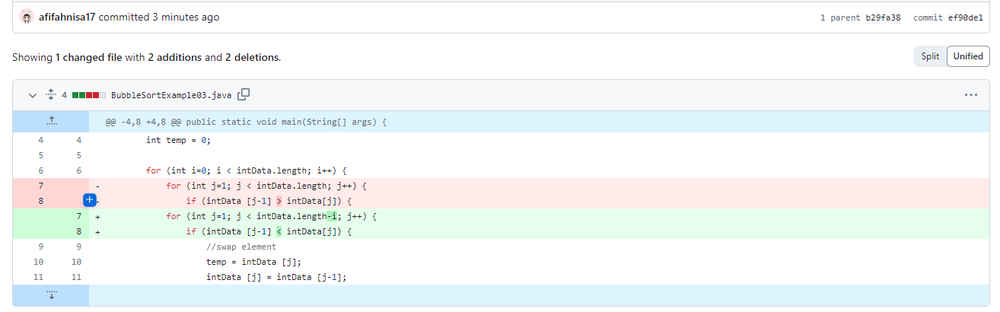 afifahnisa17 committed 3 minutes ago 1 parent b29fa38 commit ef90de1
Showing 1 changed file with 2 additions and 2 deletions. Split Unified
4 BubbleSortExample03.java
@@ -4,8 +4,8 @@ public static void main(String[] args) {
4 4 int temp = 0;
5 5
6 6 for (int i=0; i < intData.length; i++) {
7 - for (int j=1; j < intData.length; j++) {
8 - if (intData [j-1] > intData[j]) {
7 + for (int j=1; j < intData.length-i; j++) {
8 + if (intData [j-1] < intData[j]) {
9 9 //swap element
10 10 temp = intData [j];
11 11 intData [j] = intData [j-1];